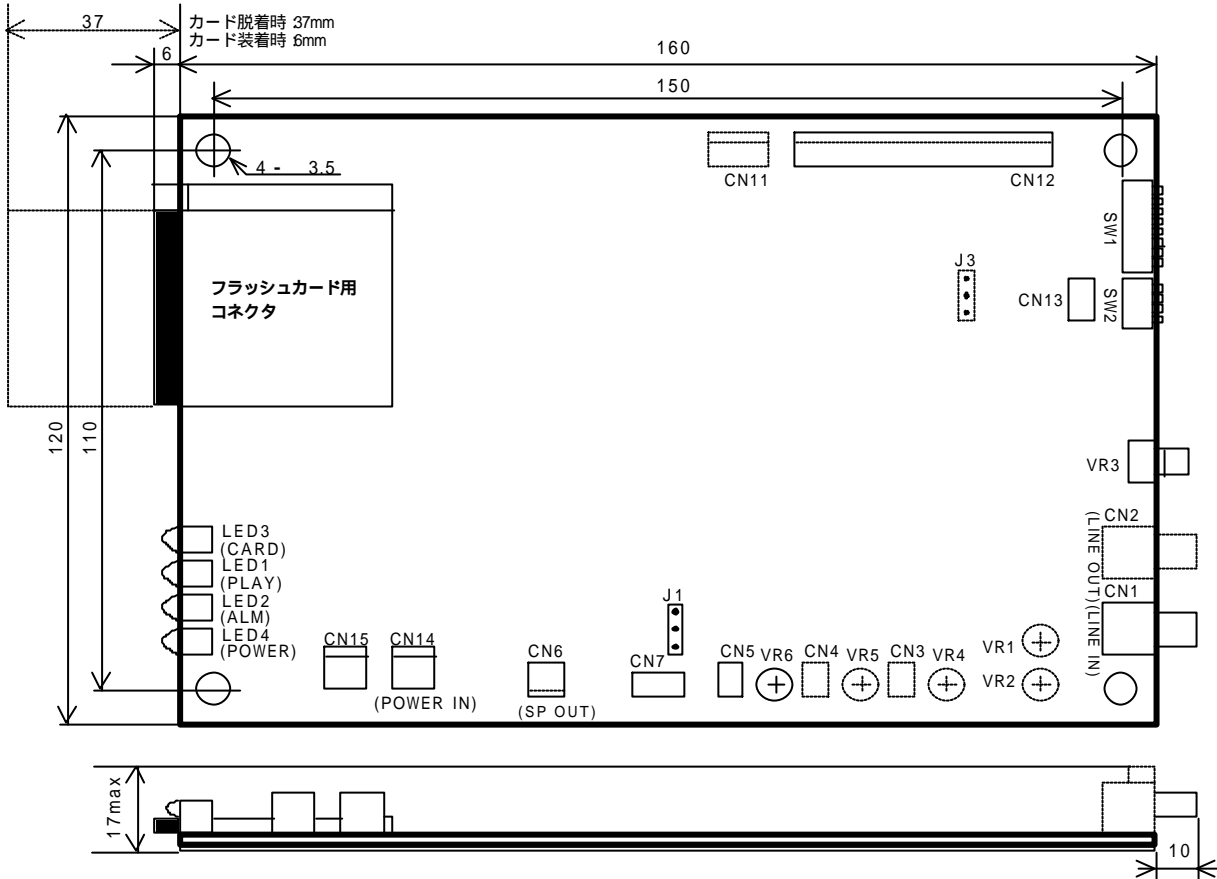 37
カード脱着時 37mm
カード装着時 6mm
6
160
150
4 - 3.5
CN11
CN12
SW1
J3
CN13
SW2
フラッシュカード用
コネクタ
120
110
VR3
LED3
(CARD)
LED1
(PLAY)
LED2
(ALM)
LED4
(POWER)
CN2
(LINE OUT)
CN1
(LINE IN)
J1
CN15
CN14
(POWER IN)
CN6
(SP OUT)
CN7
CN5
VR6
CN4
VR5
CN3
VR4
VR1
VR2
17max
10